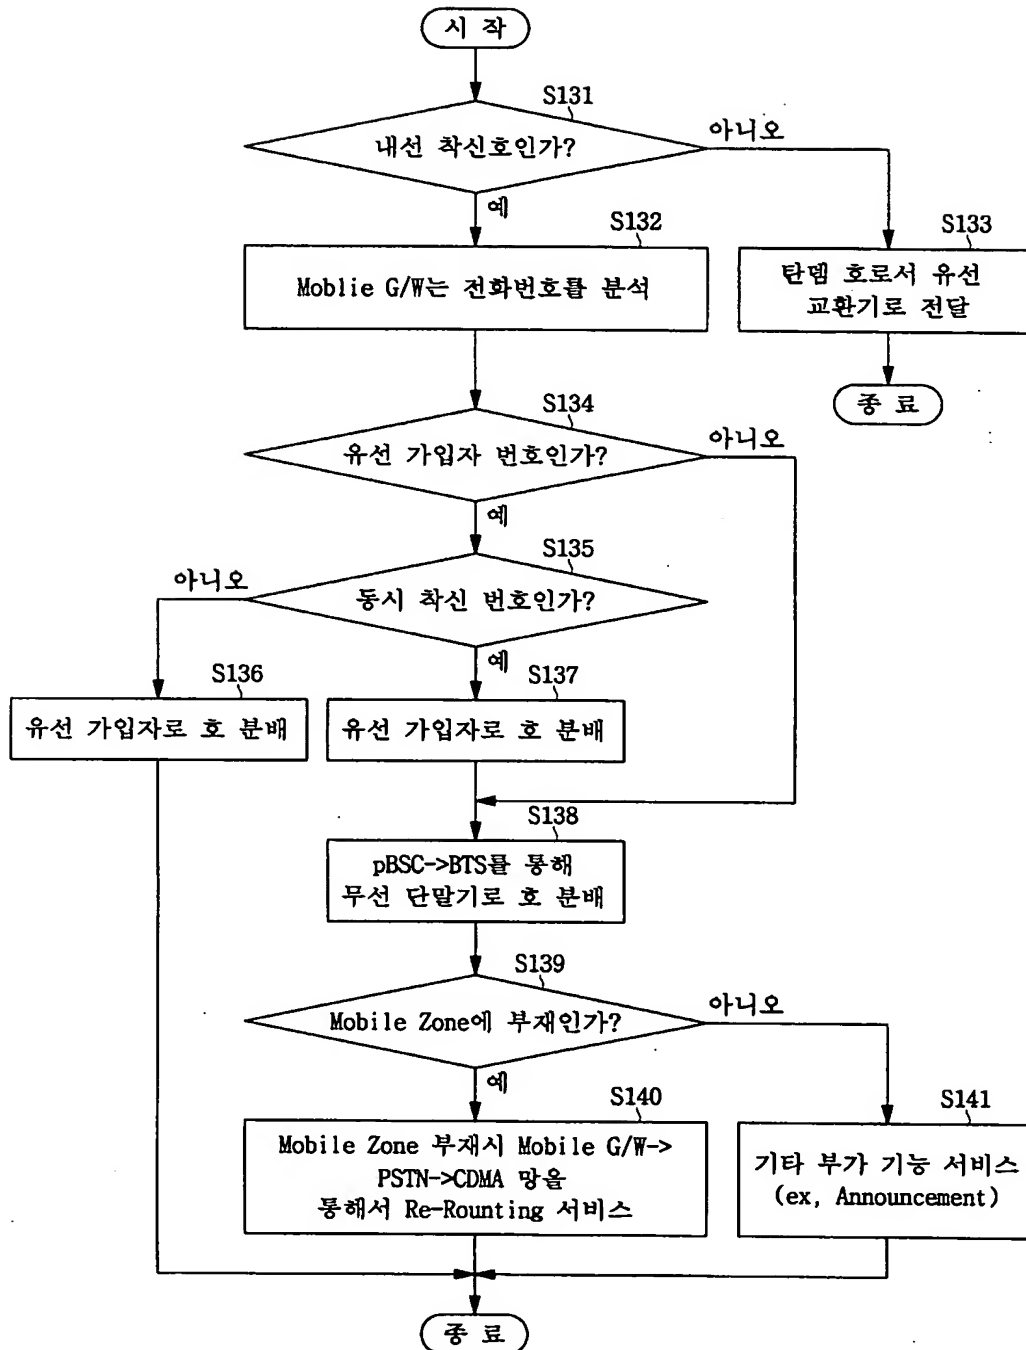 시 작
S131
내선 착신호인가?
아니오
예
S132
Moblie G/W는 전화번호를 분석
S133
탄뎀 호로서 유선
교환기로 전달
종 료
S134
유선 가입자 번호인가?
아니오
예
S135
동시 착신 번호인가?
아니오
예
S136
유선 가입자로 호 분배
S137
유선 가입자로 호 분배
S138
pBSC->BTS를 통해
무선 단말기로 호 분배
S139
Mobile Zone에 부재인가?
아니오
예
S140
Mobile Zone 부재시 Mobile G/W->
PSTN->CDMA 망을
통해서 Re-Rounting 서비스
S141
기타 부가 기능 서비스
(ex, Announcement)
종 료